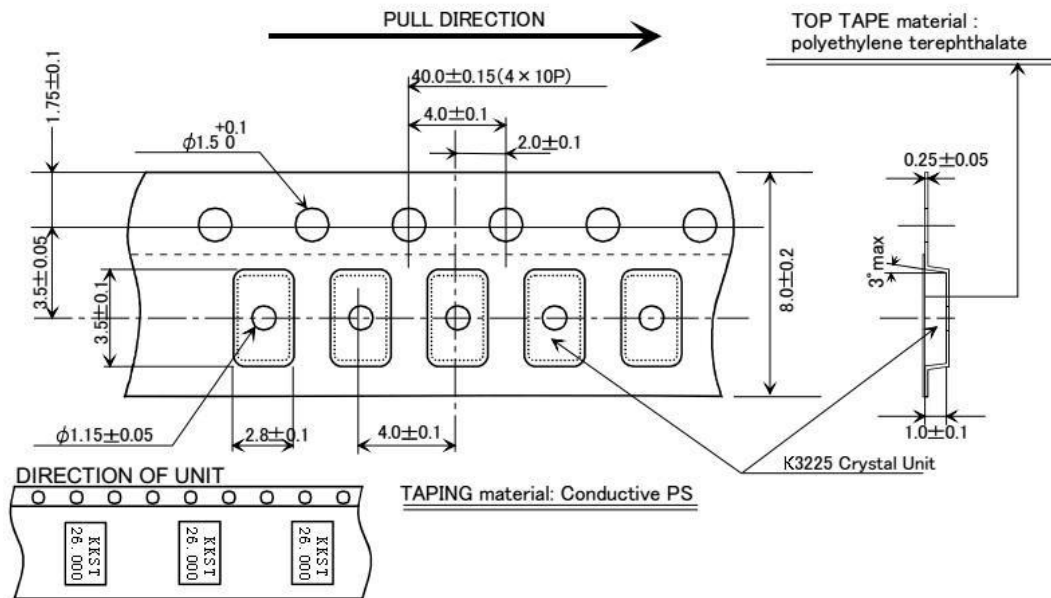 PULL DIRECTION
TOP TAPE material :
polyethylene terephthalate
1.75±0.1
40.0±0.15(4×10P)
4.0±0.1
+0.1
φ1.5 0
2.0±0.1
0.25±0.05
3.5±0.05
3.5±0.1
8.0±0.2
3°max
φ1.15±0.05
2.8±0.1
4.0±0.1
1.0±0.1
K3225 Crystal Unit
DIRECTION OF UNIT
TAPING material: Conductive PS
KKST
26.000
KKST
26.000
KKST
26.000